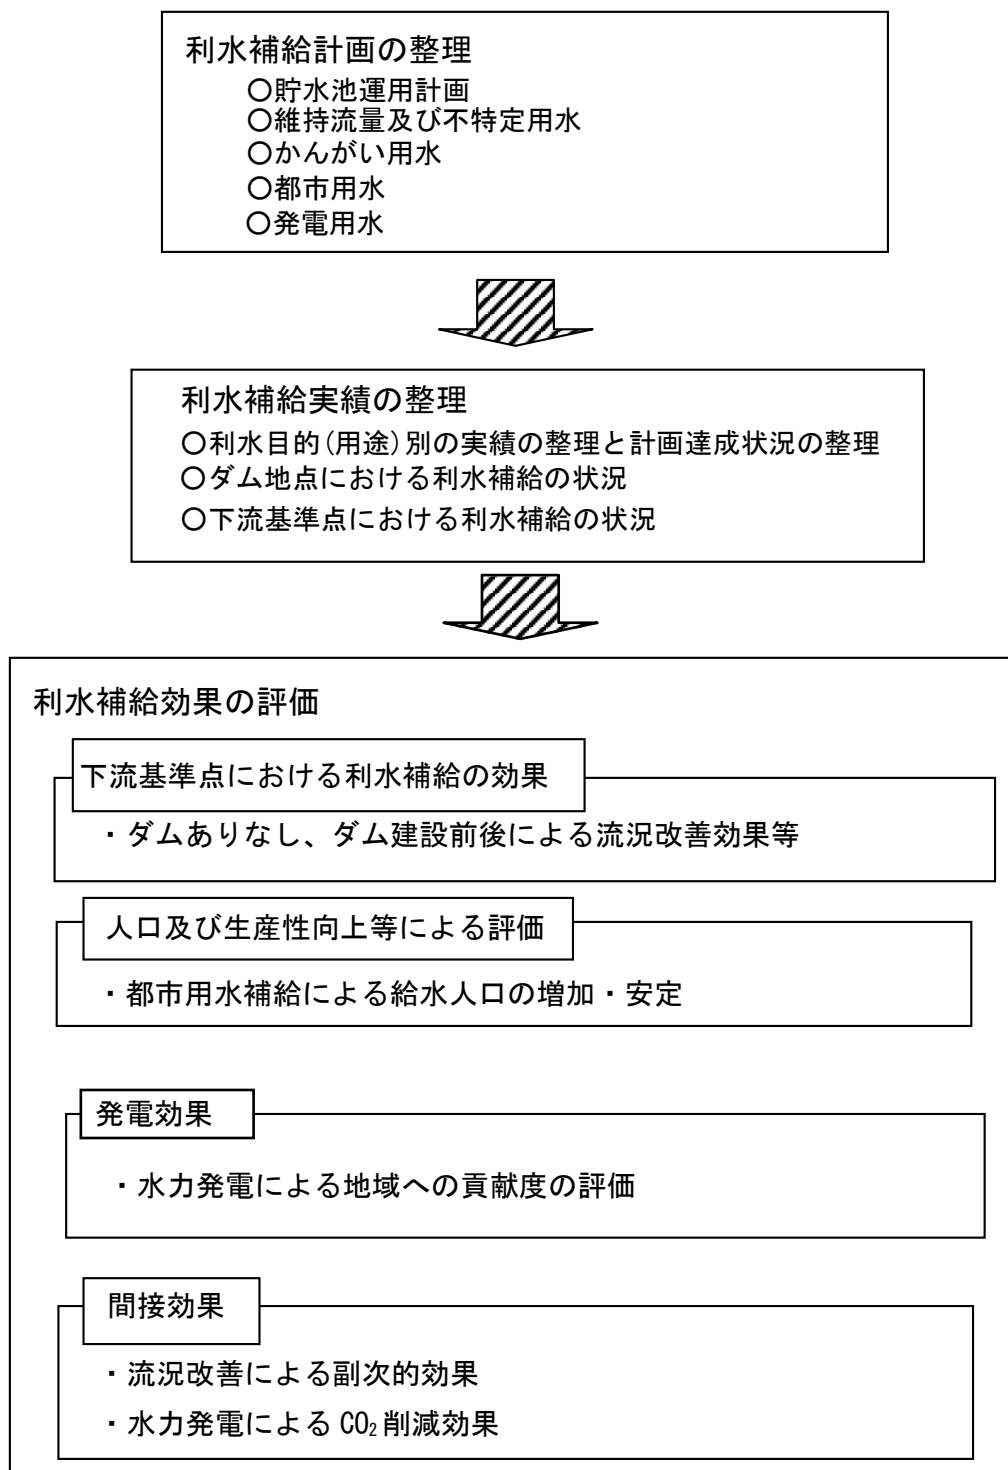 利水補給計画の整理
○貯水池運用計画
○維持流量及び不特定用水
○かんがい用水
○都市用水
○発電用水
利水補給実績の整理
○利水目的(用途)別の実績の整理と計画達成状況の整理
○ダム地点における利水補給の状況
○下流基準点における利水補給の状況
利水補給効果の評価
下流基準点における利水補給の効果
・ダムありなし、ダム建設前後による流況改善効果等
人口及び生産性向上等による評価
・都市用水補給による給水人口の増加・安定
発電効果
・水力発電による地域への貢献度の評価
間接効果
・流況改善による副次的効果
・水力発電によるCO₂削減効果